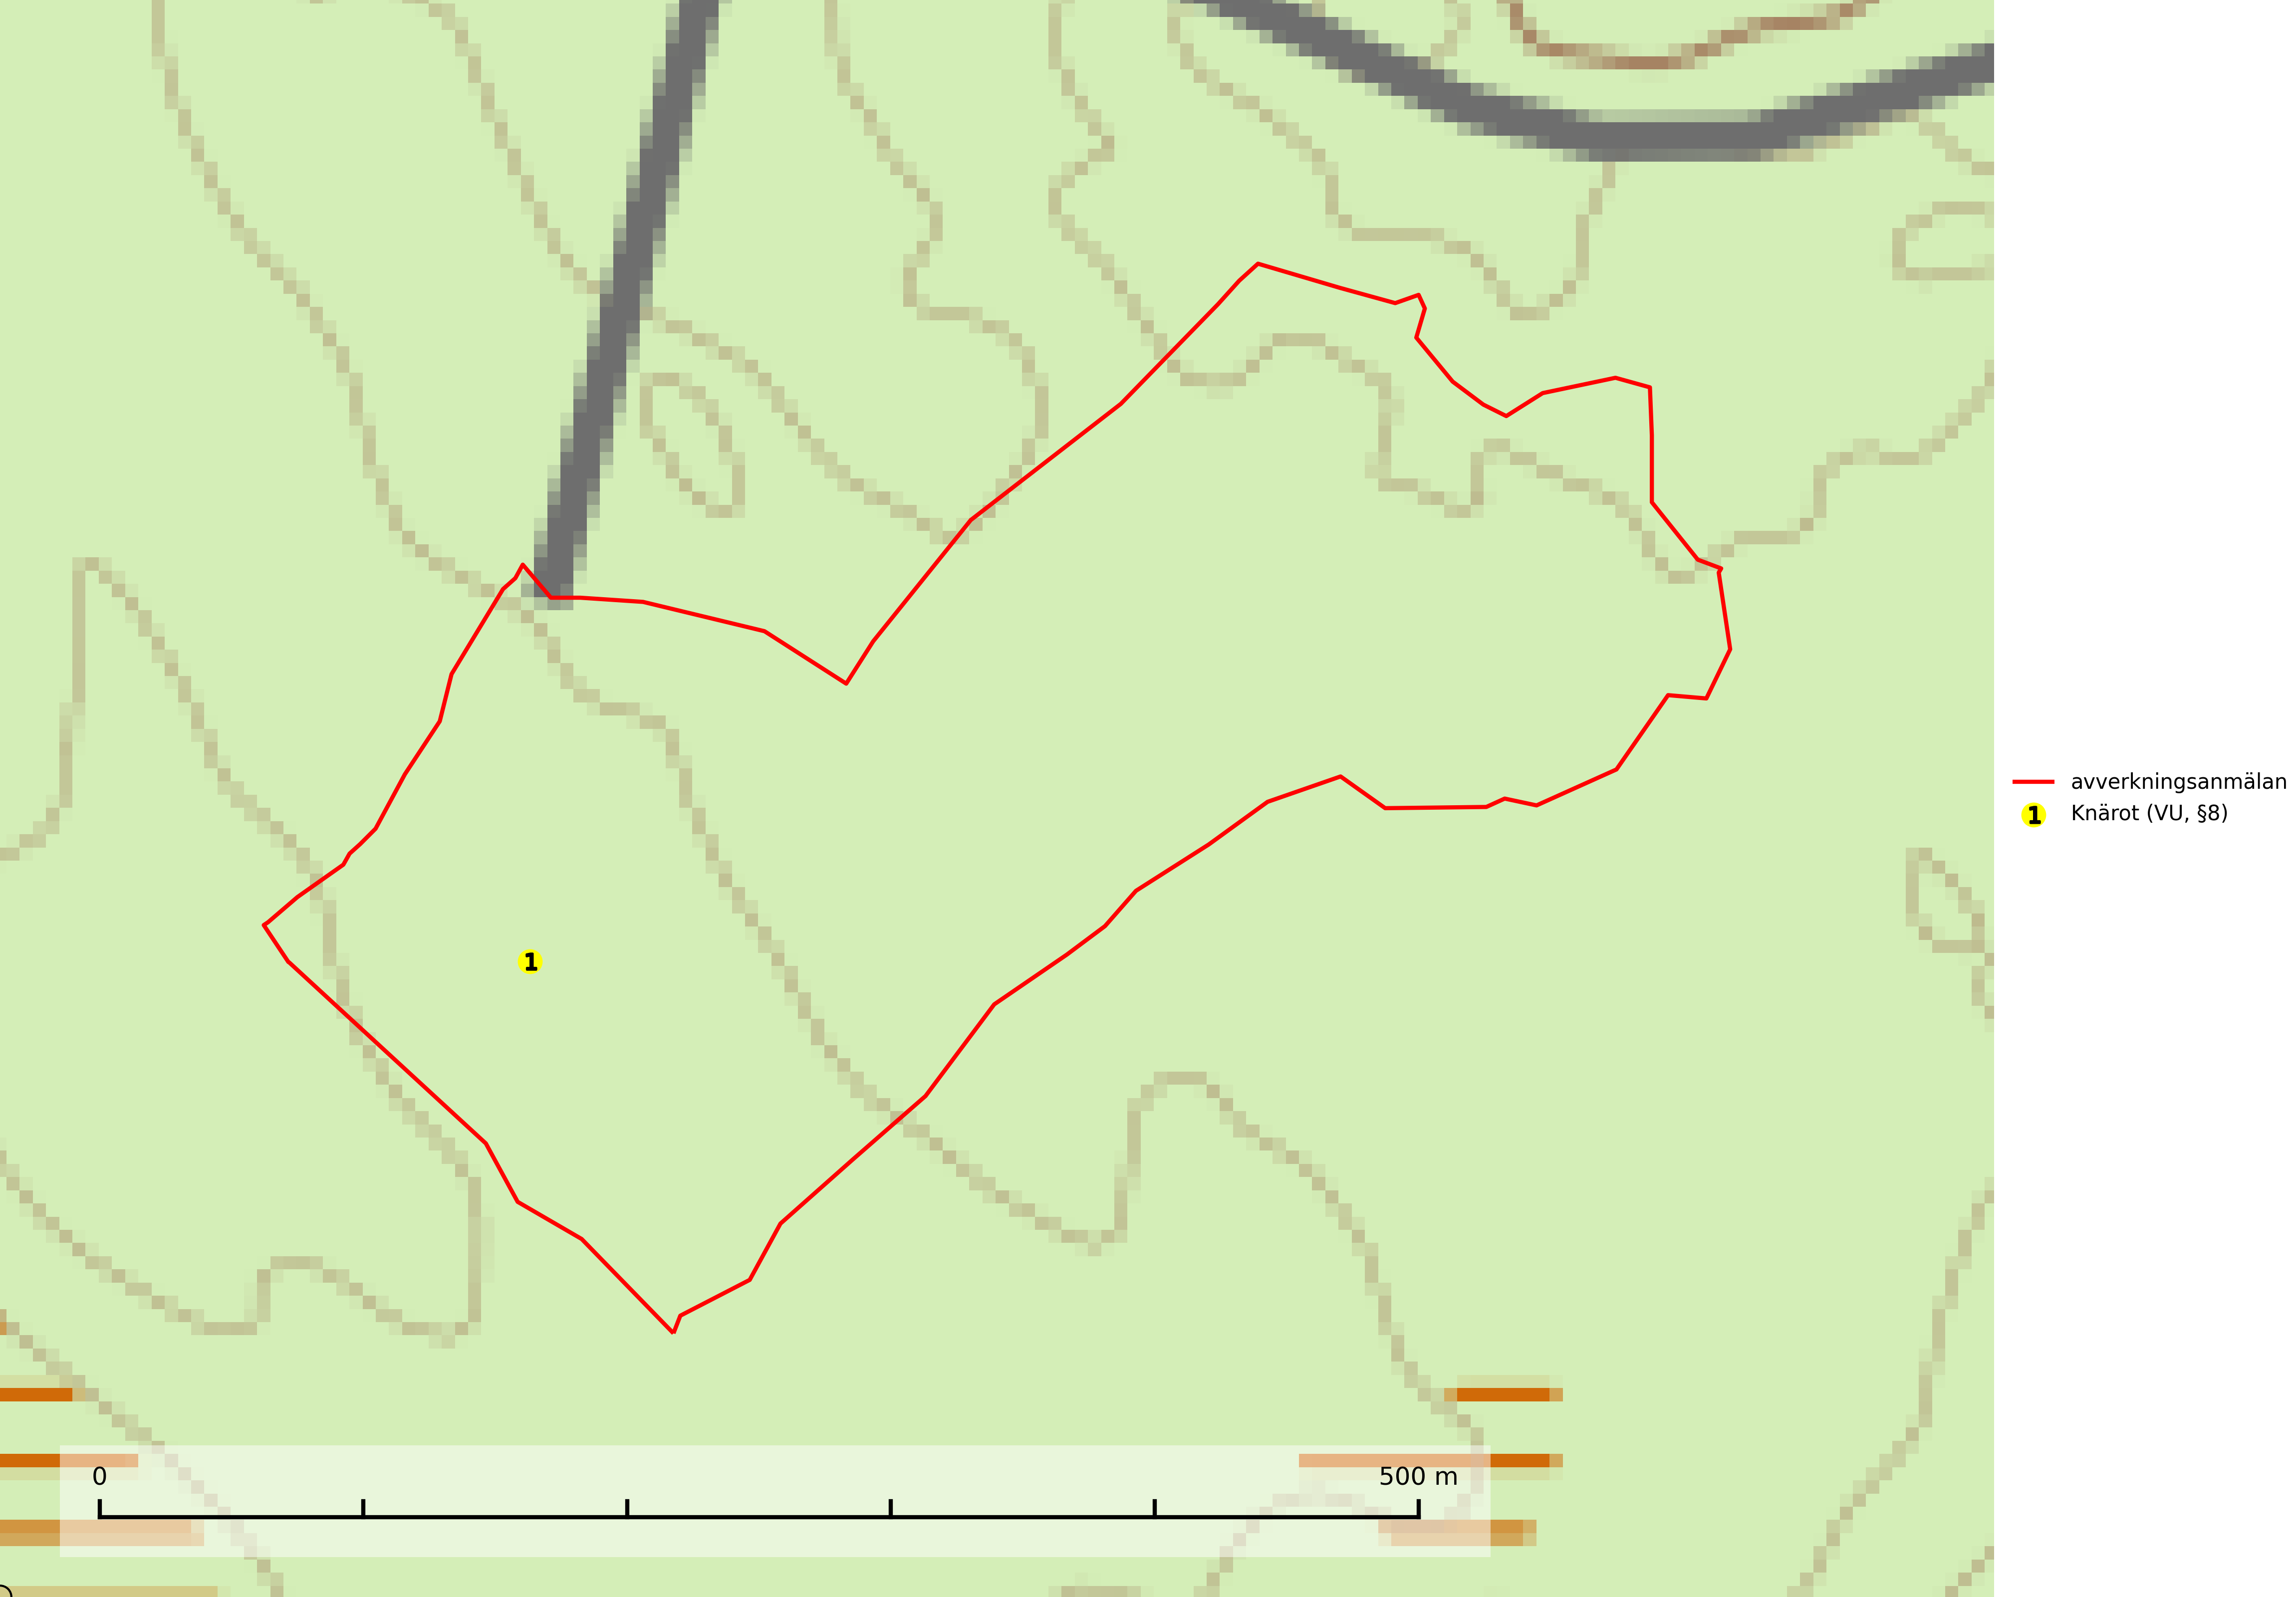 avverkningsanmälan
1 Knärot (VU, §8)
1
0 500 m